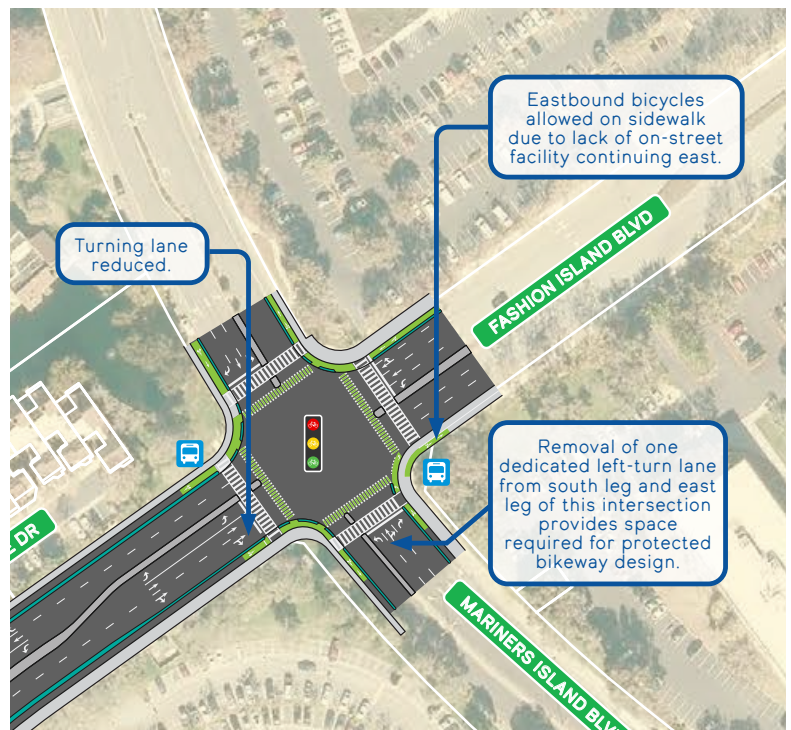 Eastbound bicycles
allowed on sidewalk
due to lack of on-street
facility continuing east.
Turning lane
reduced.
FASHION ISLAND BLVD
Removal of one
dedicated left-turn lane
from south leg and east
leg of this intersection
provides space
required for protected
bikeway design.
DR
MARINERS ISLAND BLV